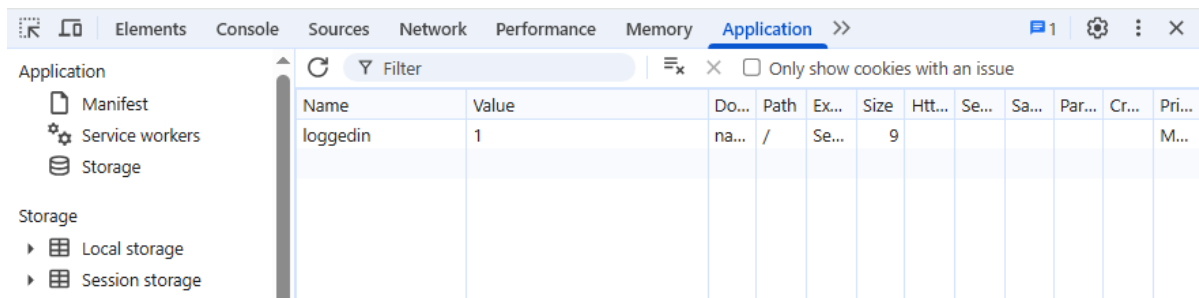 Elements Console Sources Network Performance Memory Application 1
Application
Manifest
Service workers
Storage
Storage
Local storage
Session storage
Filter Only show cookies with an issue
Name Value Do... Path Ex... Size Htt... Se... Sa... Par... Cr... Pri...
loggedin 1 na... / Se... 9 M...